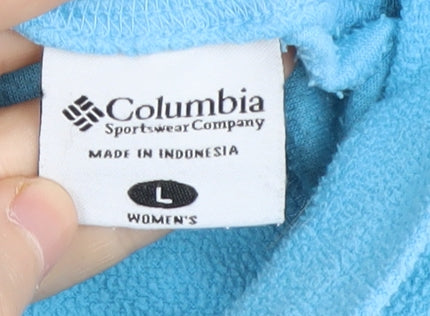 Columbia
Sportswear Company
MADE IN INDONESIA
L
WOMEN'S